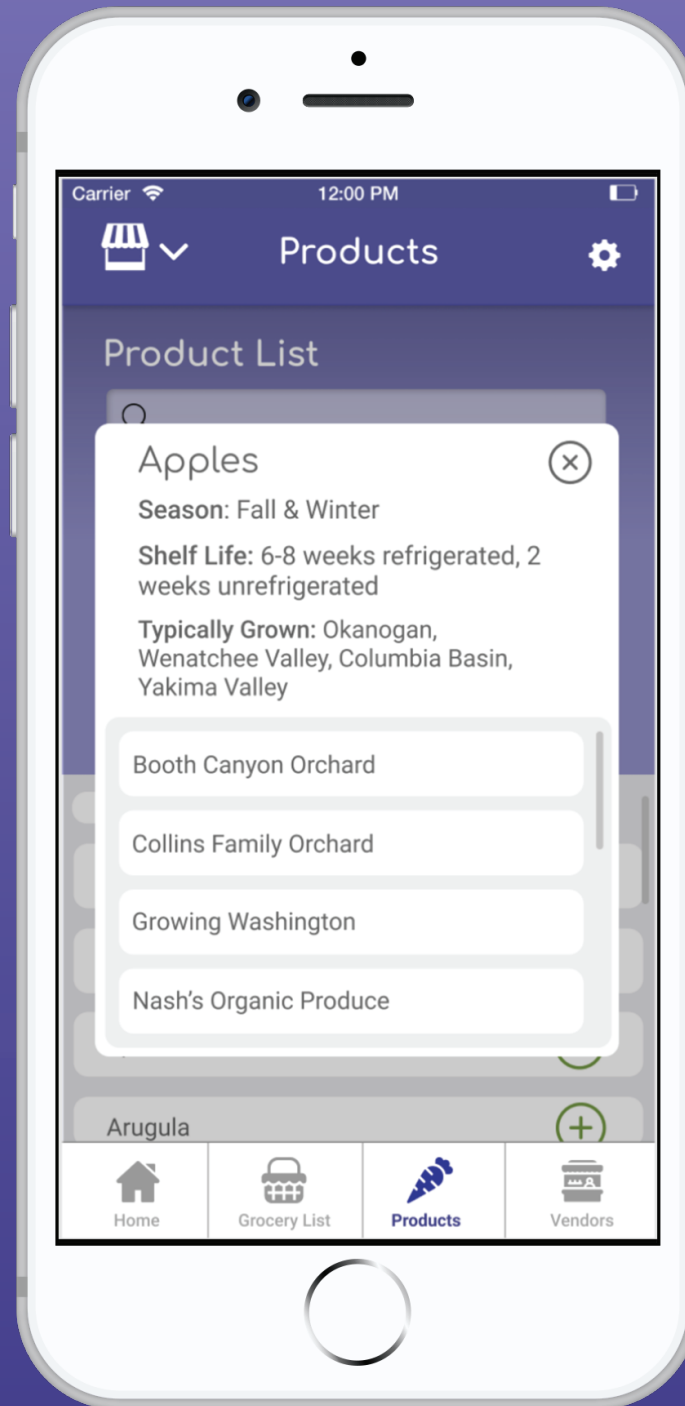 Carrier 12:00 PM
Products
Product List
Apples
Season: Fall & Winter
Shelf Life: 6-8 weeks refrigerated, 2
weeks unrefrigerated
Typically Grown: Okanogan,
Wenatchee Valley, Columbia Basin,
Yakima Valley
Booth Canyon Orchard
Collins Family Orchard
Growing Washington
Nash's Organic Produce
Arugula
Home Grocery List Products Vendors